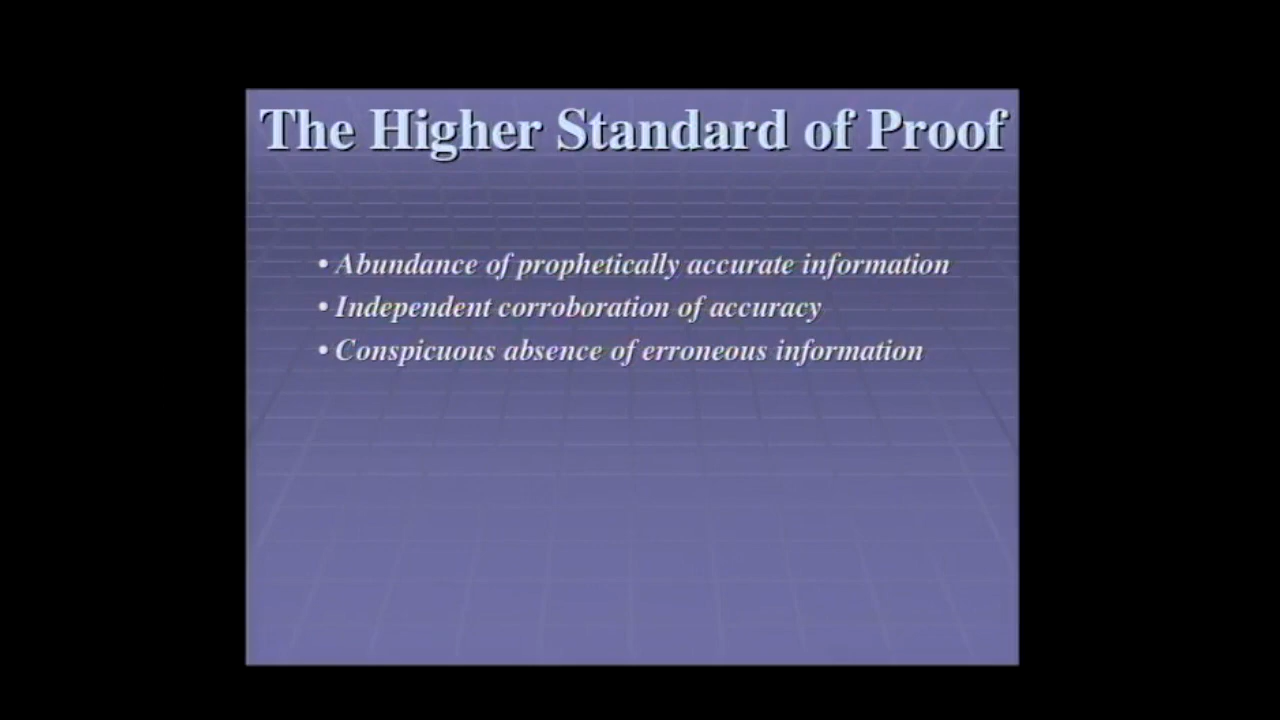 The Higher Standard of Proof
• Abundance of prophetically accurate information
• Independent corroboration of accuracy
• Conspicuous absence of erroneous information